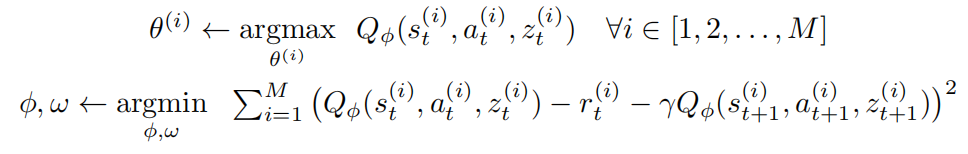 θ^{(i)} ← argmax_{θ^{(i)}} Q_ϕ(s_t^{(i)}, a_t^{(i)}, z_t^{(i)}) ∀i ∈ [1, 2, …, M]
ϕ, ω ← argmin_{ϕ,ω} ∑_{i=1}^{M} (Q_ϕ(s_t^{(i)}, a_t^{(i)}, z_t^{(i)}) − r_t^{(i)} − γQ_ϕ(s_{t+1}^{(i)}, a_{t+1}^{(i)}, z_{t+1}^{(i)}))^2